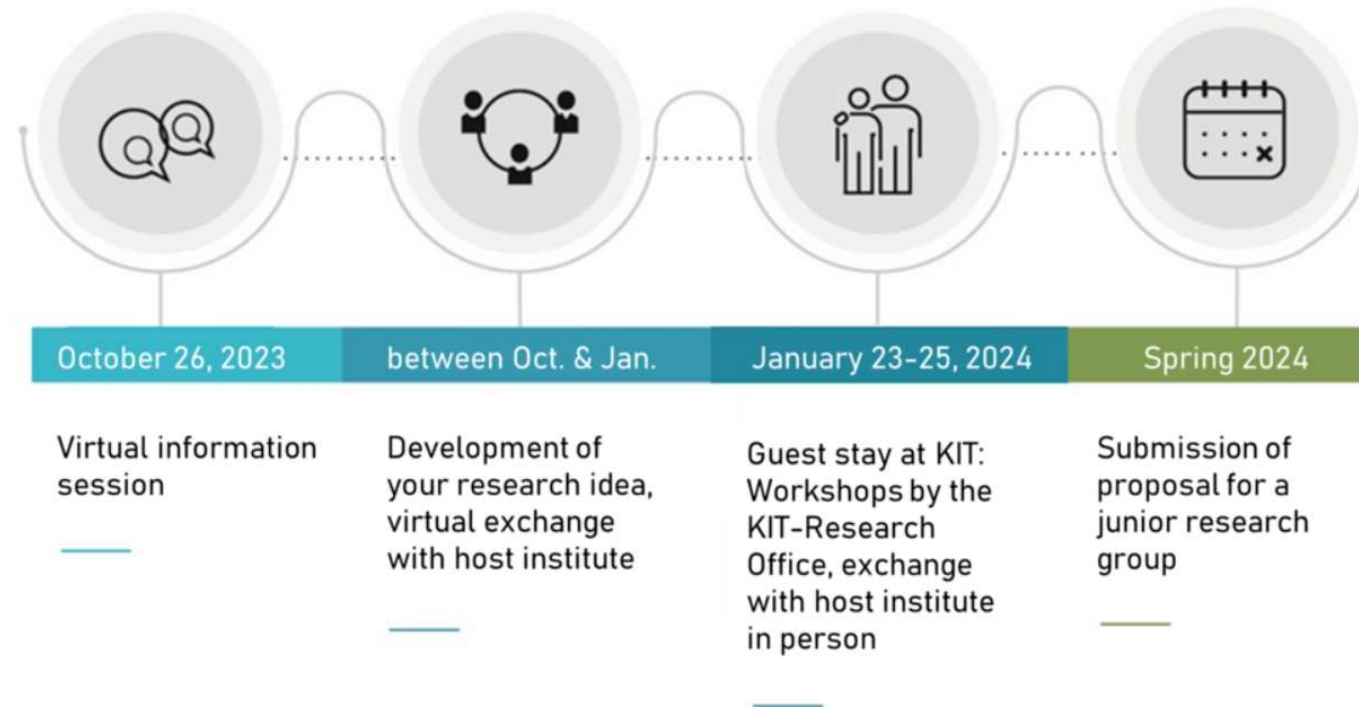 October 26, 2023
between Oct. & Jan.
January 23-25, 2024
Spring 2024
Virtual information
session
Development of
your research idea,
virtual exchange
with host institute
Guest stay at KIT:
Workshops by the
KIT-Research
Office, exchange
with host institute
in person
Submission of
proposal for a
junior research
group